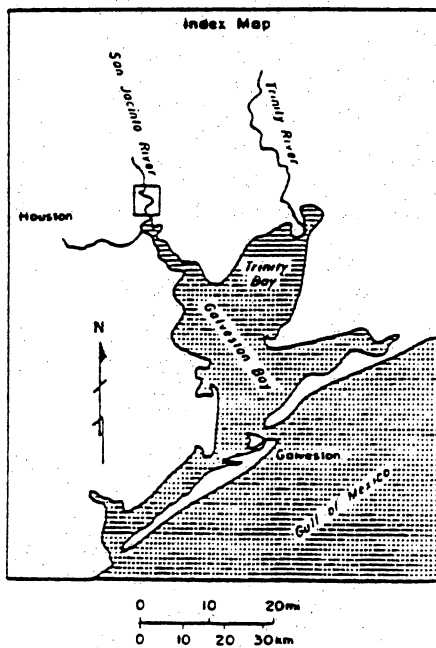 Index Map
San Jacinto River
Trinity River
Houston
Trinity
Bay
Galveston Bay
N
Galveston
Gulf of Mexico
0 10 20mi
0 10 20 30km